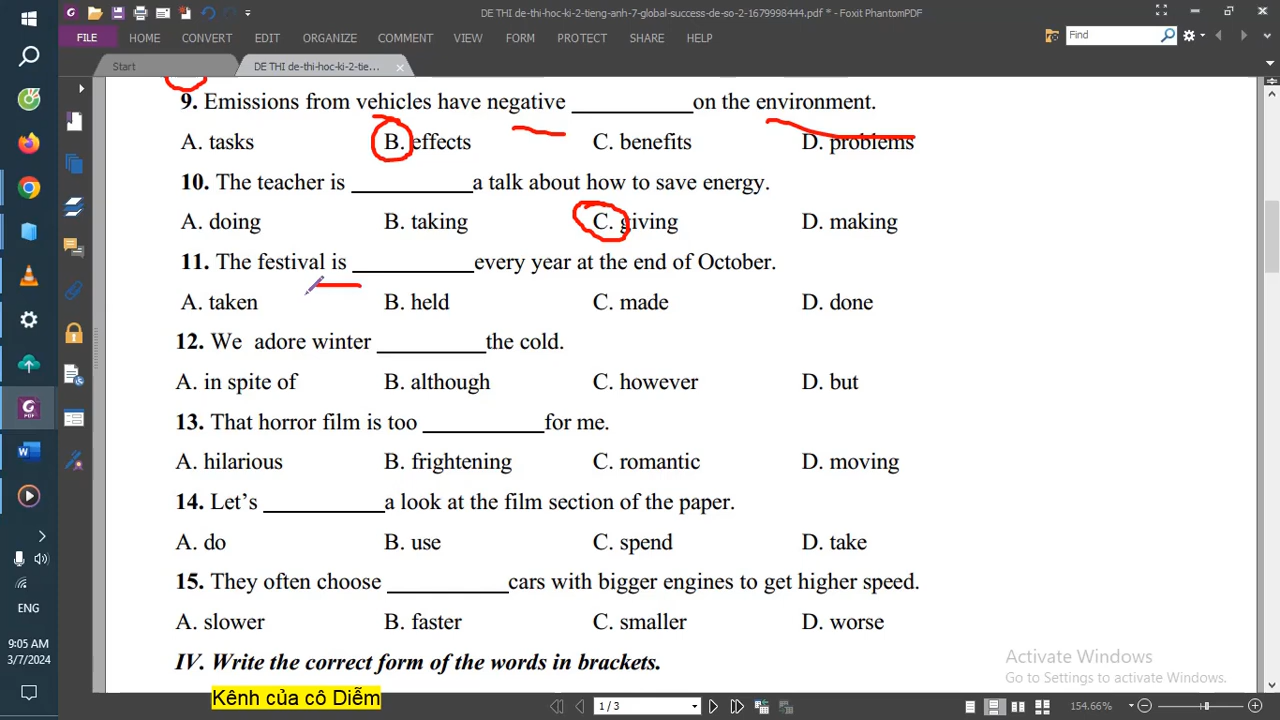 DE THI de-thi-hoc-ki-2-tieng-anh-7-global-success-de-so-2-1679998444.pdf * - Foxit PhantomPDF
FILE HOME CONVERT EDIT ORGANIZE COMMENT VIEW FORM PROTECT SHARE HELP Find
Start DE THI de-thi-hoc-ki-2-tie...
9. Emissions from vehicles have negative ___________on the environment.
A. tasks B. effects C. benefits D. problems
10. The teacher is ___________a talk about how to save energy.
A. doing B. taking C. giving D. making
11. The festival is ___________every year at the end of October.
A. taken B. held C. made D. done
12. We adore winter __________the cold.
A. in spite of B. although C. however D. but
13. That horror film is too ___________for me.
A. hilarious B. frightening C. romantic D. moving
14. Let’s ___________a look at the film section of the paper.
A. do B. use C. spend D. take
15. They often choose ___________cars with bigger engines to get higher speed.
A. slower B. faster C. smaller D. worse
IV. Write the correct form of the words in brackets.
Kênh của cô Diễm
Activate Windows
Go to Settings to activate Windows.
ENG
9:05 AM
3/7/2024
1 / 3
154.66%